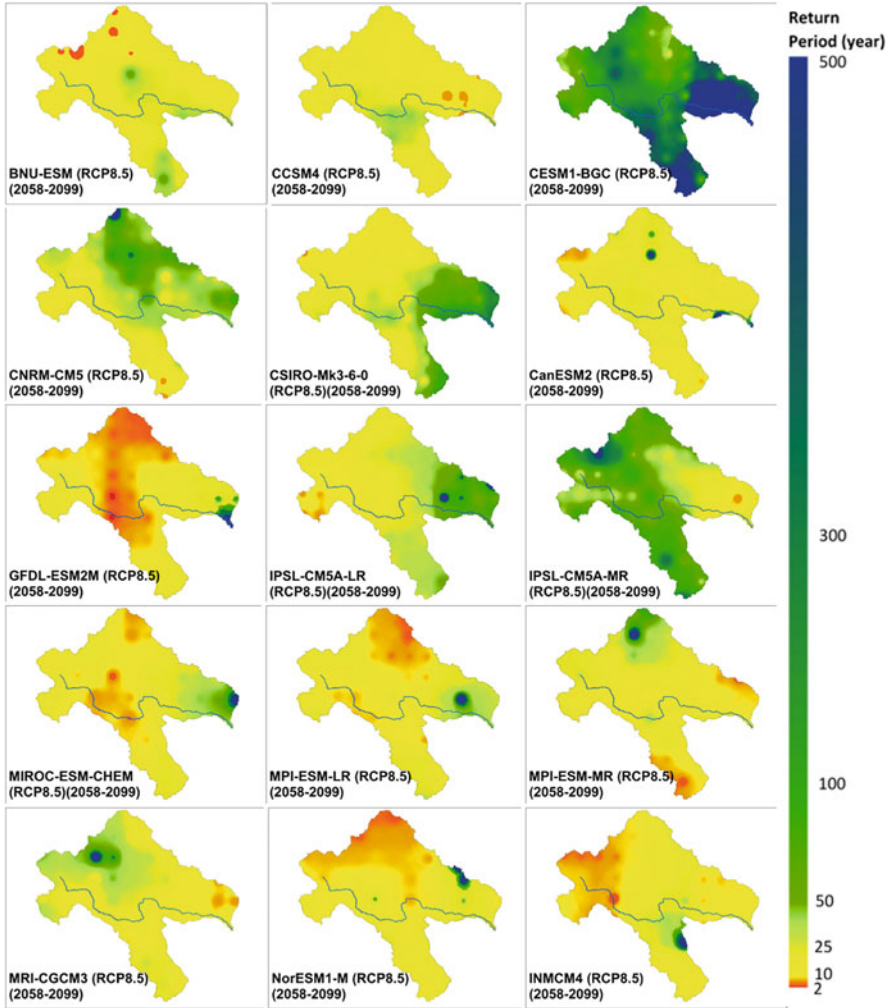 Return
Period (year)
500
300
100
50
25
10
2
BNU-ESM (RCP8.5)
(2058-2099)
CCSM4 (RCP8.5)
(2058-2099)
CESM1-BGC (RCP8.5)
(2058-2099)
CNRM-CM5 (RCP8.5)
(2058-2099)
CSIRO-Mk3-6-0
(RCP8.5)(2058-2099)
CanESM2 (RCP8.5)
(2058-2099)
GFDL-ESM2M (RCP8.5)
(2058-2099)
IPSL-CM5A-LR
(RCP8.5)(2058-2099)
IPSL-CM5A-MR
(RCP8.5)(2058-2099)
MIROC-ESM-CHEM
(RCP8.5)(2058-2099)
MPI-ESM-LR (RCP8.5)
(2058-2099)
MPI-ESM-MR (RCP8.5)
(2058-2099)
MRI-CGCM3 (RCP8.5)
(2058-2099)
NorESM1-M (RCP8.5)
(2058-2099)
INMCM4 (RCP8.5)
(2058-2099)